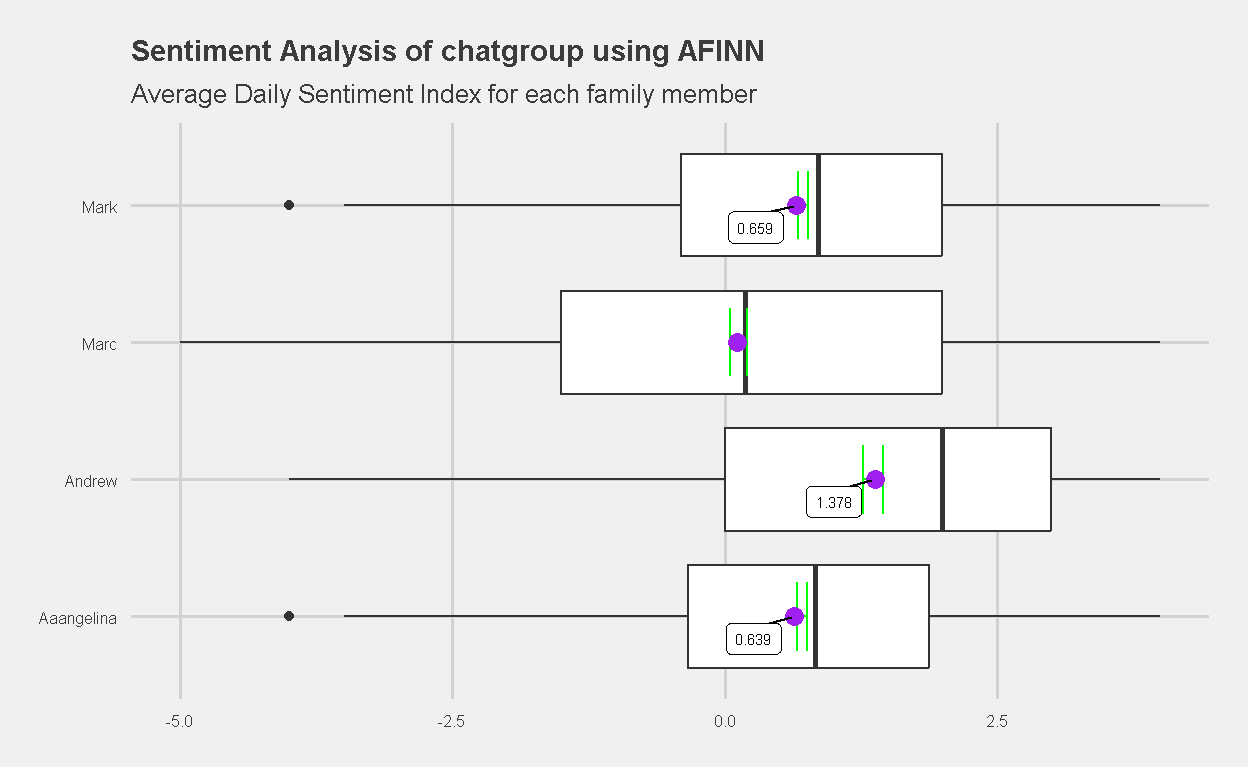 Sentiment Analysis of chatgroup using AFINN
Average Daily Sentiment Index for each family member
Mark
0.659
Marc
Andrew
1.378
Aaangelina
0.639
-5.0 -2.5 0.0 2.5